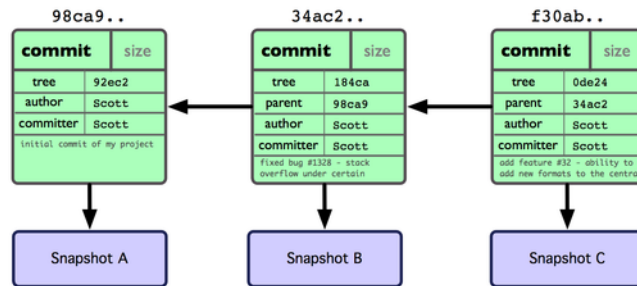 98ca9..
34ac2..
f30ab..
commit size
tree 92ec2
author Scott
committer Scott
initial commit of my project
commit size
tree 184ca
parent 98ca9
author Scott
committer Scott
fixed bug #1328 - stack
overflow under certain
commit size
tree 0de24
parent 34ac2
author Scott
committer Scott
add feature #32 - ability to
add new formats to the centra
Snapshot A
Snapshot B
Snapshot C